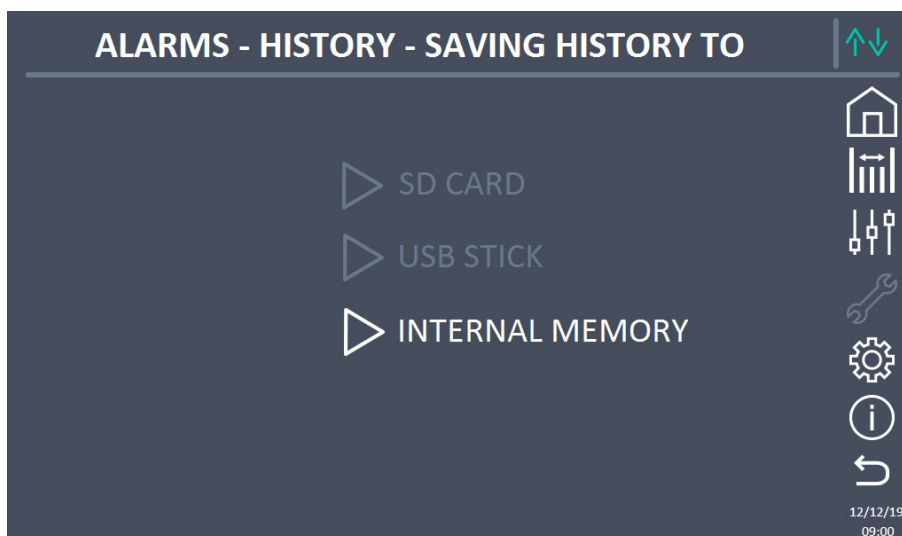 ALARMS - HISTORY - SAVING HISTORY TO
SD CARD
USB STICK
INTERNAL MEMORY
12/12/19
09:00